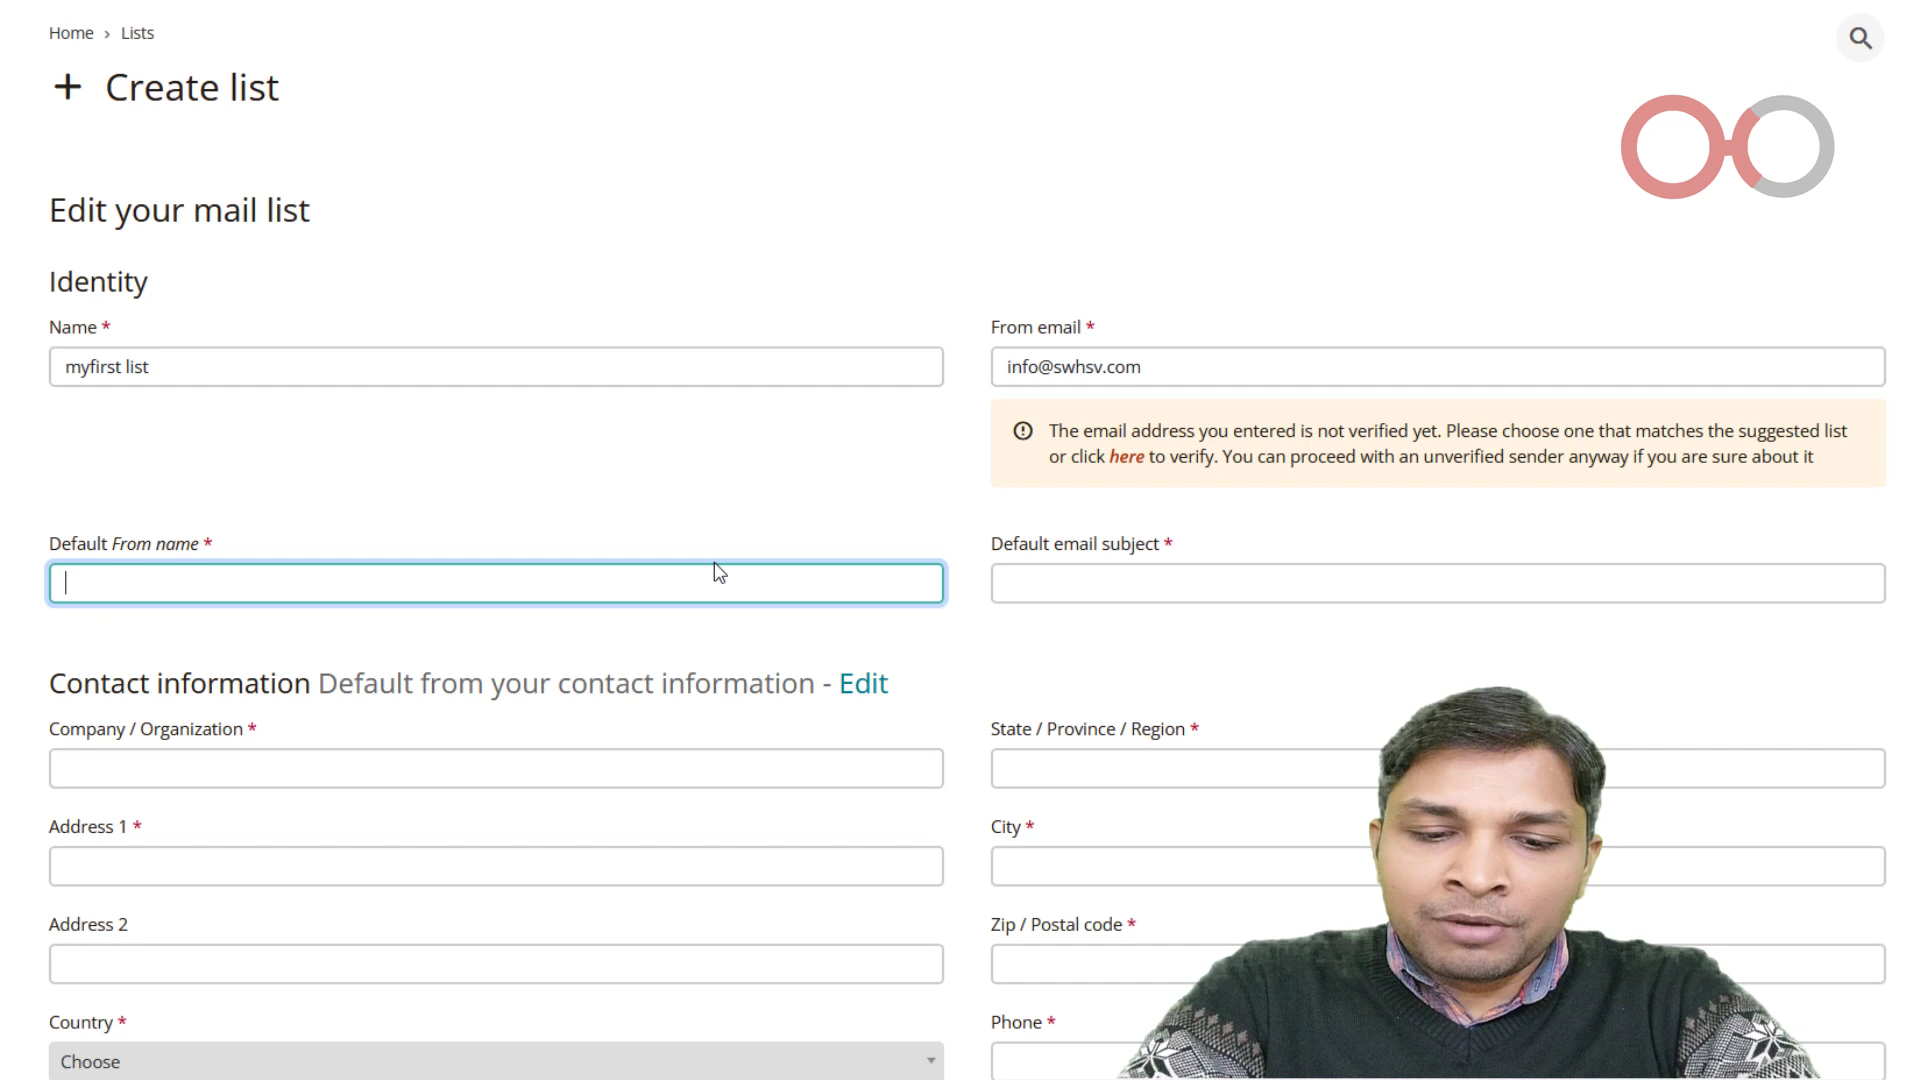 Home › Lists
+ Create list
Edit your mail list
Identity
Name *
From email *
myfirst list
info@swhsv.com
The email address you entered is not verified yet. Please choose one that matches the suggested list
or click here to verify. You can proceed with an unverified sender anyway if you are sure about it
Default From name *
Default email subject *
Contact information Default from your contact information - Edit
Company / Organization *
State / Province / Region *
Address 1 *
City *
Address 2
Zip / Postal code *
Country *
Phone *
Choose